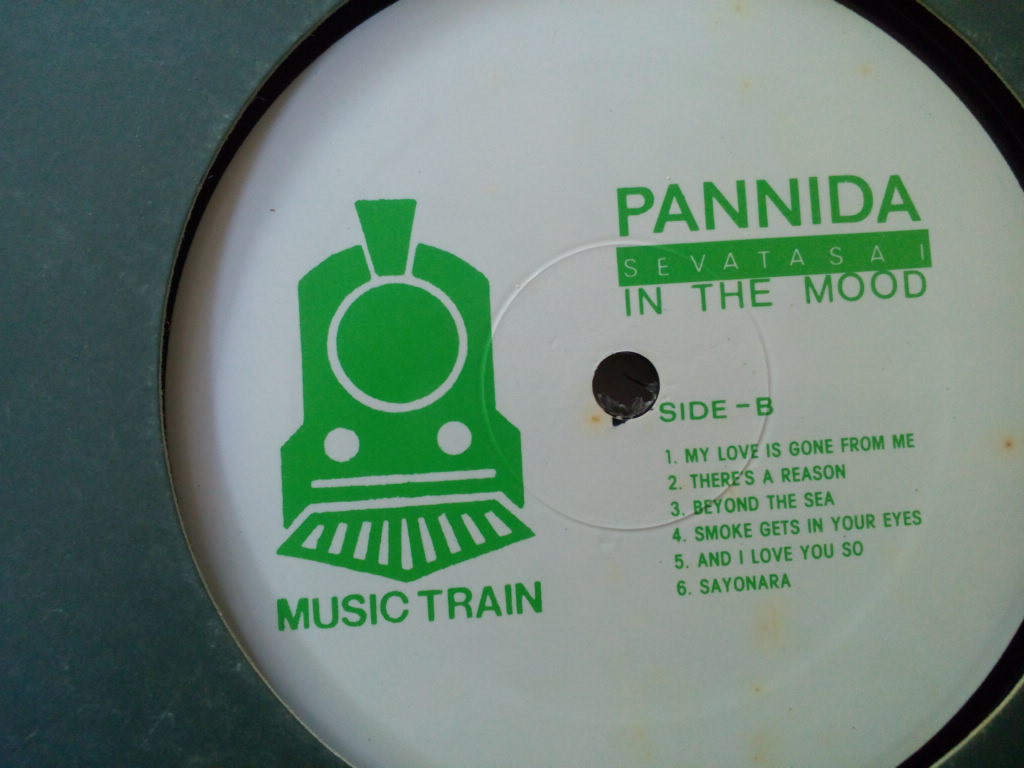 PANNIDA
SEVATASAI
IN THE MOOD
SIDE - B
1. MY LOVE IS GONE FROM ME
2. THERE'S A REASON
3. BEYOND THE SEA
4. SMOKE GETS IN YOUR EYES
5. AND I LOVE YOU SO
6. SAYONARA
MUSIC TRAIN